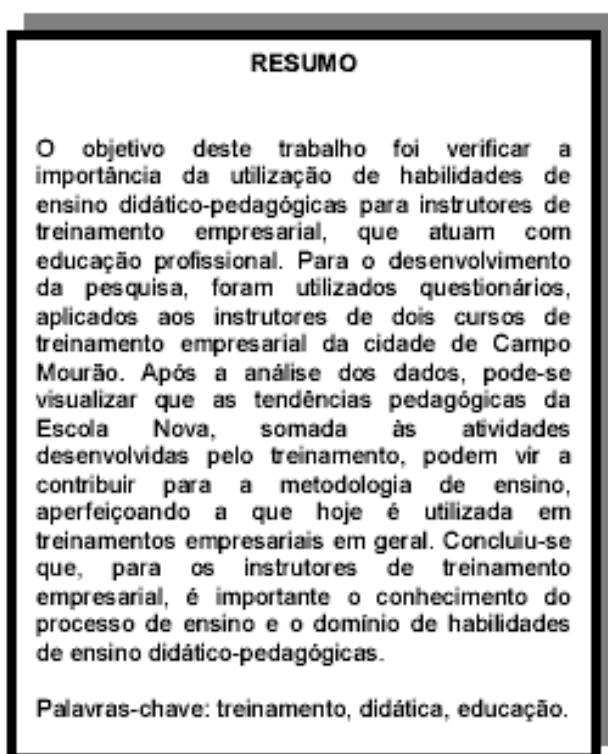 RESUMO
O objetivo deste trabalho foi verificar a
importância da utilização de habilidades de
ensino didático-pedagógicas para instrutores de
treinamento empresarial, que atuam com
educação profissional. Para o desenvolvimento
da pesquisa, foram utilizados questionários,
aplicados aos instrutores de dois cursos de
treinamento empresarial da cidade de Campo
Mourão. Após a análise dos dados, pode-se
visualizar que as tendências pedagógicas da
Escola Nova, somada às atividades
desenvolvidas pelo treinamento, podem vir a
contribuir para a metodologia de ensino,
aperfeiçoando a que hoje é utilizada em
treinamentos empresariais em geral. Concluiu-se
que, para os instrutores de treinamento
empresarial, é importante o conhecimento do
processo de ensino e o domínio de habilidades
de ensino didático-pedagógicas.
Palavras-chave: treinamento, didática, educação.